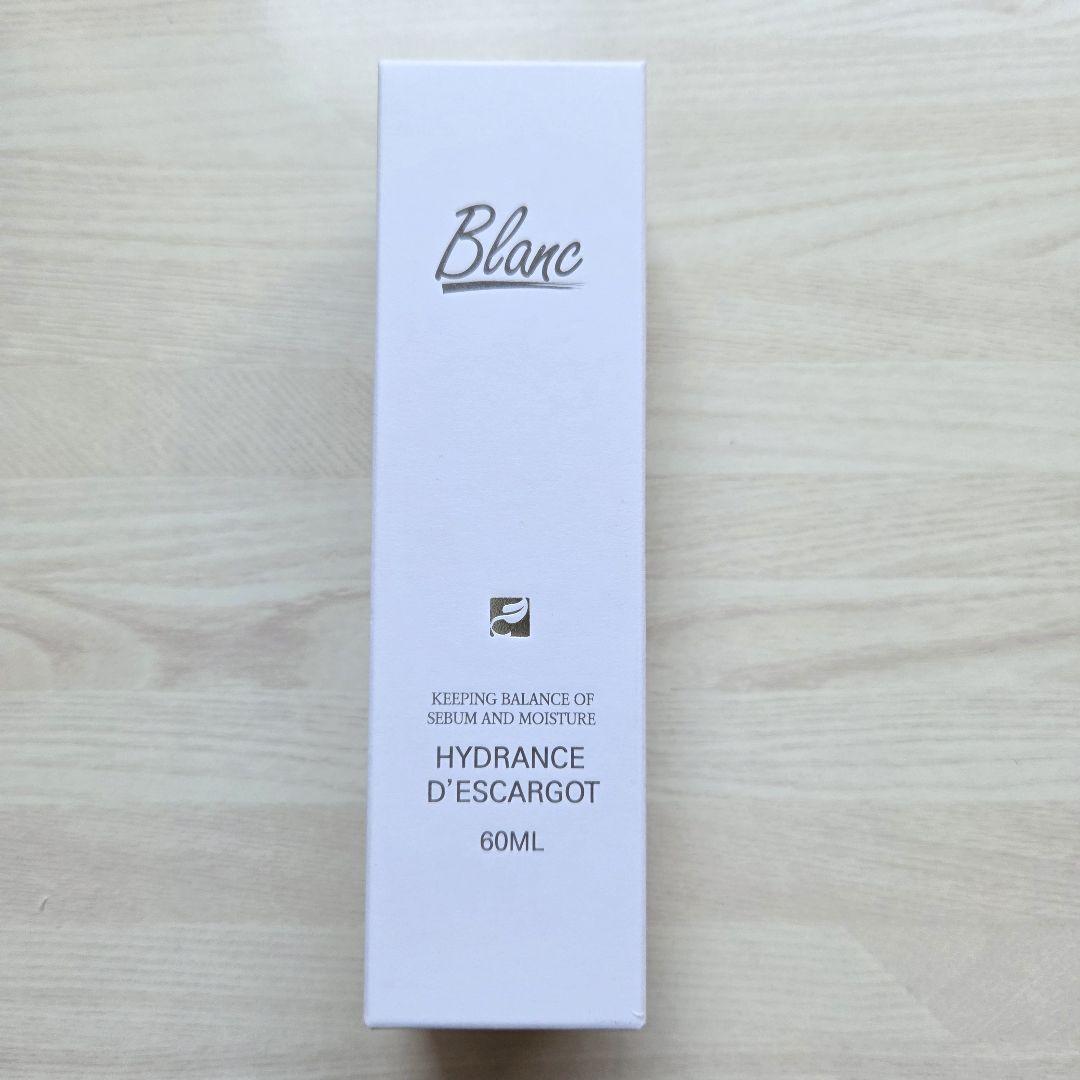 Blanc
KEEPING BALANCE OF
SEBUM AND MOISTURE
HYDRANCE
D'ESCARGOT
60ML